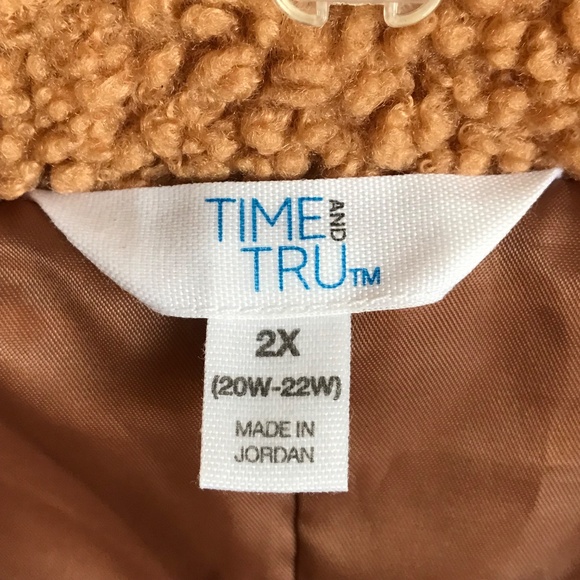 TIME AND
TRU™
2X
(20W-22W)
MADE IN
JORDAN